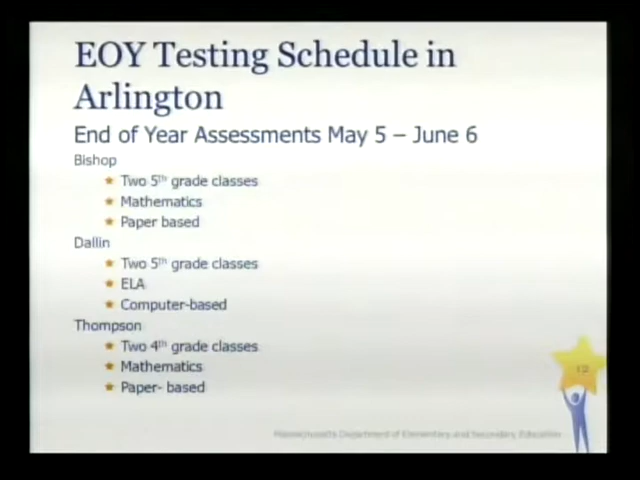 EOY Testing Schedule in
Arlington
End of Year Assessments May 5 – June 6
Bishop
Two 5th grade classes
Mathematics
Paper based
Dallin
Two 5th grade classes
ELA
Computer-based
Thompson
Two 4th grade classes
Mathematics
Paper- based
12
Massachusetts Department of Elementary and Secondary Education